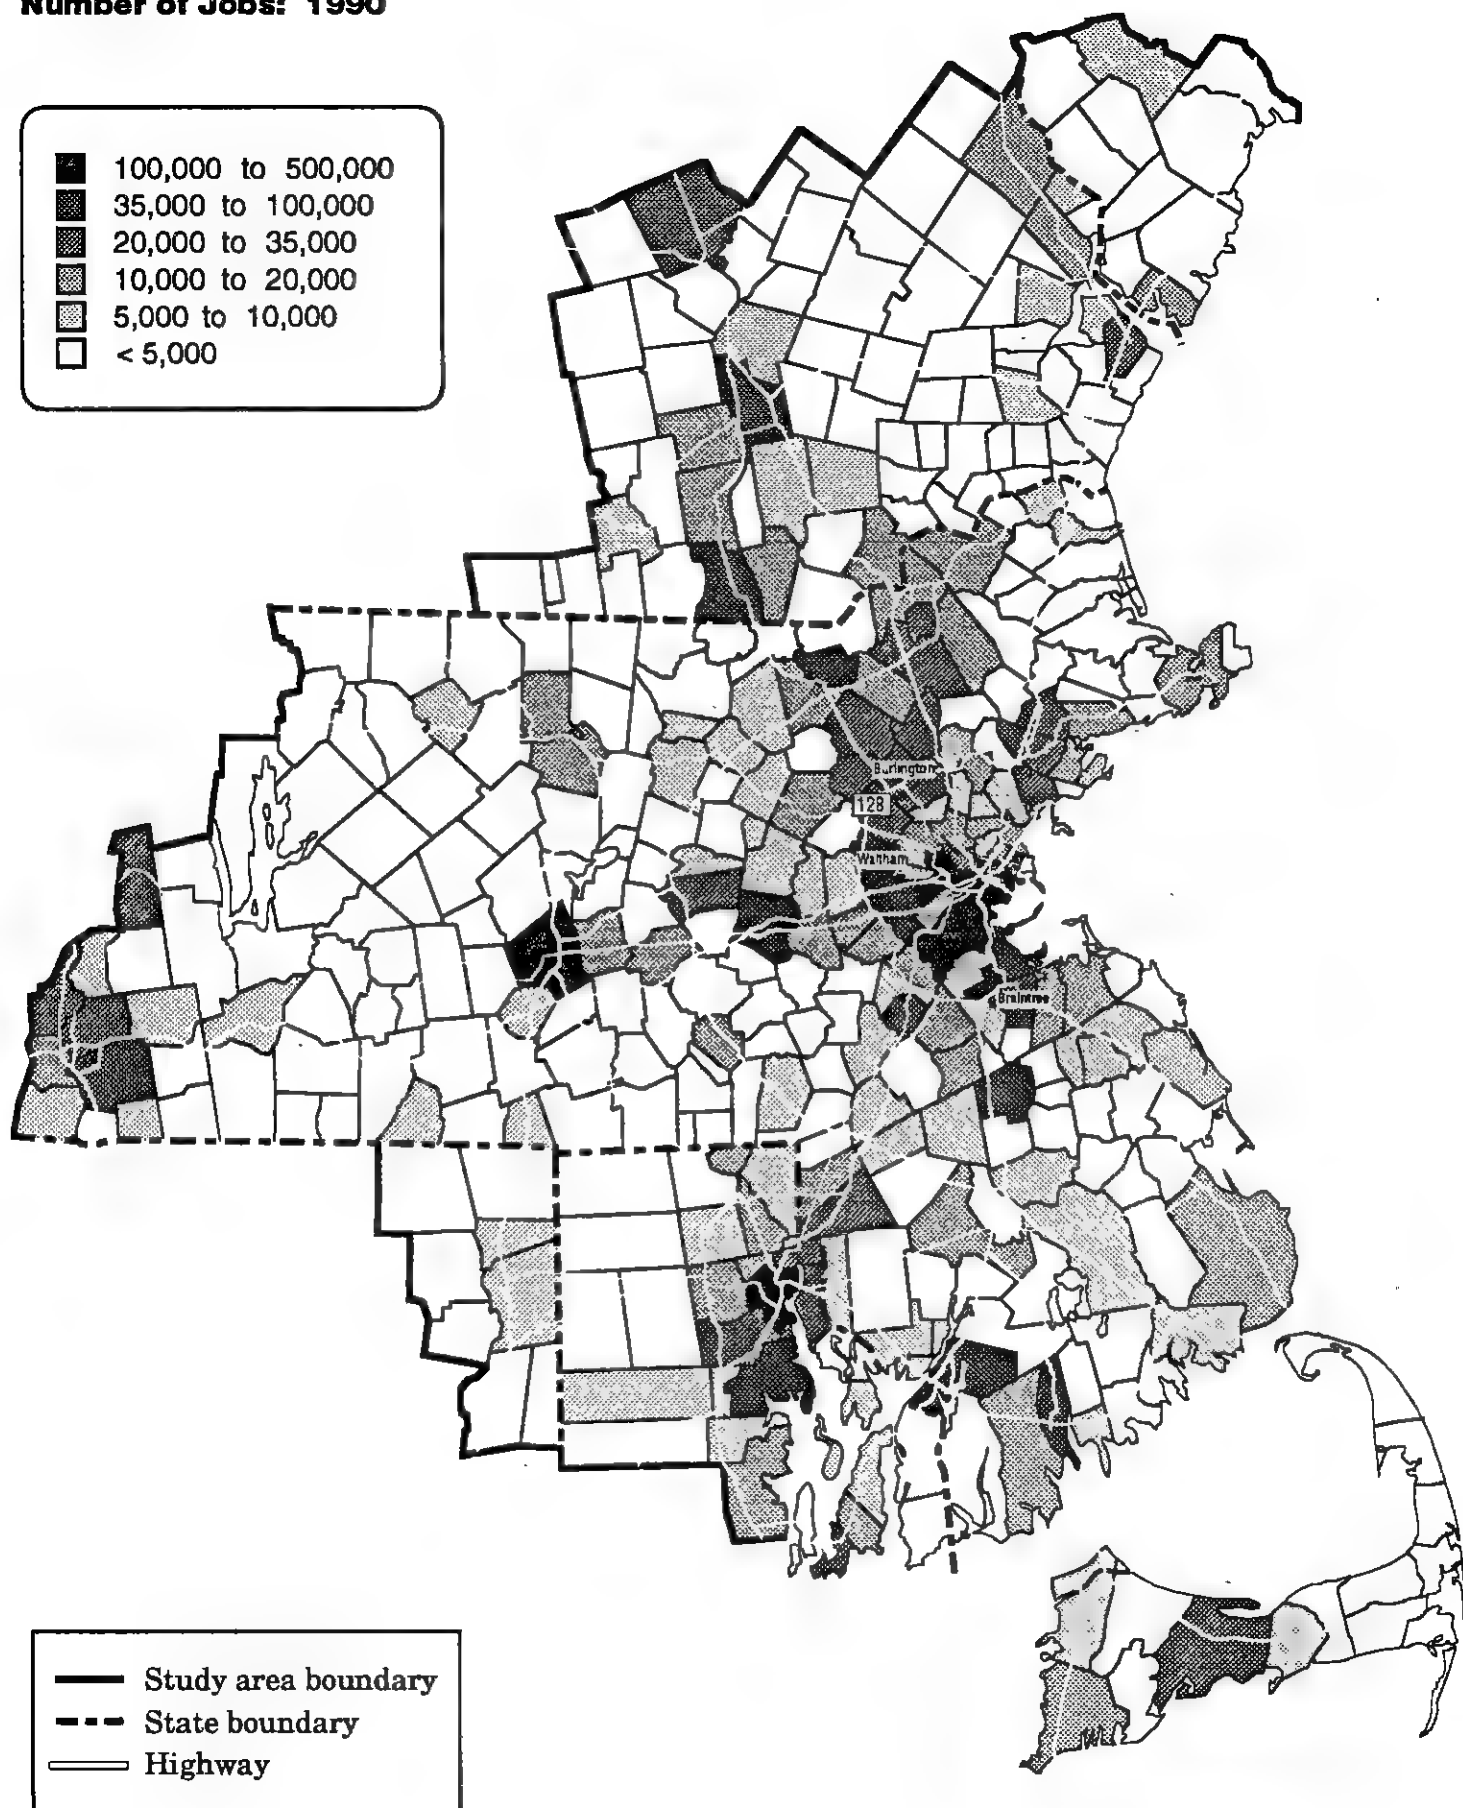 Number of Jobs: 1990
100,000 to 500,000
35,000 to 100,000
20,000 to 35,000
10,000 to 20,000
5,000 to 10,000
< 5,000
Burlington
128
Waltham
Braintree
Study area boundary
State boundary
Highway